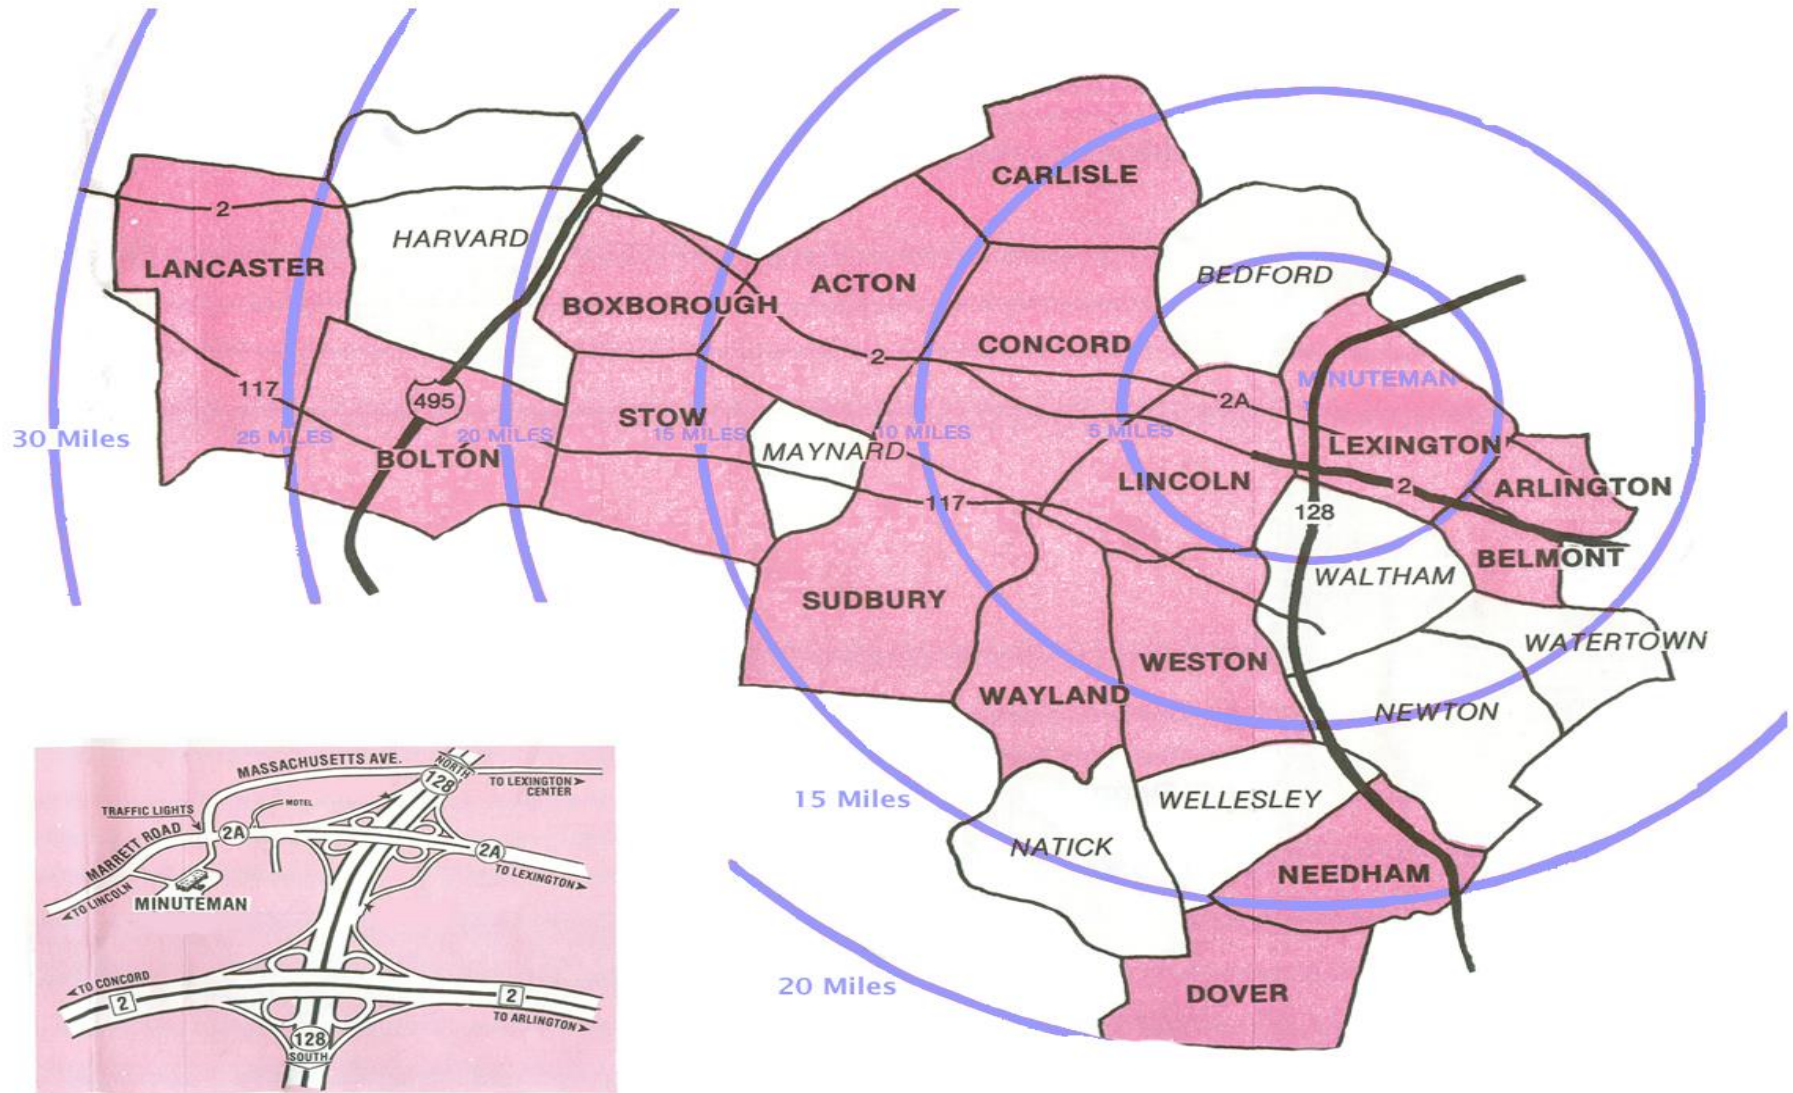 CARLISLE
2
HARVARD
LANCASTER
BEDFORD
ACTON
BOXBOROUGH
CONCORD
2
MINUTEMAN
117
495
2A
STOW
30 Miles
25 MILES
20 MILES
15 MILES
10 MILES
5 MILES
LEXINGTON
MAYNARD
BOLTON
LINCOLN
2
ARLINGTON
117
128
BELMONT
WALTHAM
SUDBURY
WATERTOWN
WESTON
WAYLAND
NEWTON
15 Miles
WELLESLEY
NATICK
NEEDHAM
20 Miles
DOVER
MASSACHUSETTS AVE.
NORTH
128
TO LEXINGTON
CENTER
TRAFFIC LIGHTS
MOTEL
MARRETT ROAD
2A
2A
TO LEXINGTON
TO LINCOLN
MINUTEMAN
TO CONCORD
2
2
TO ARLINGTON
128
SOUTH